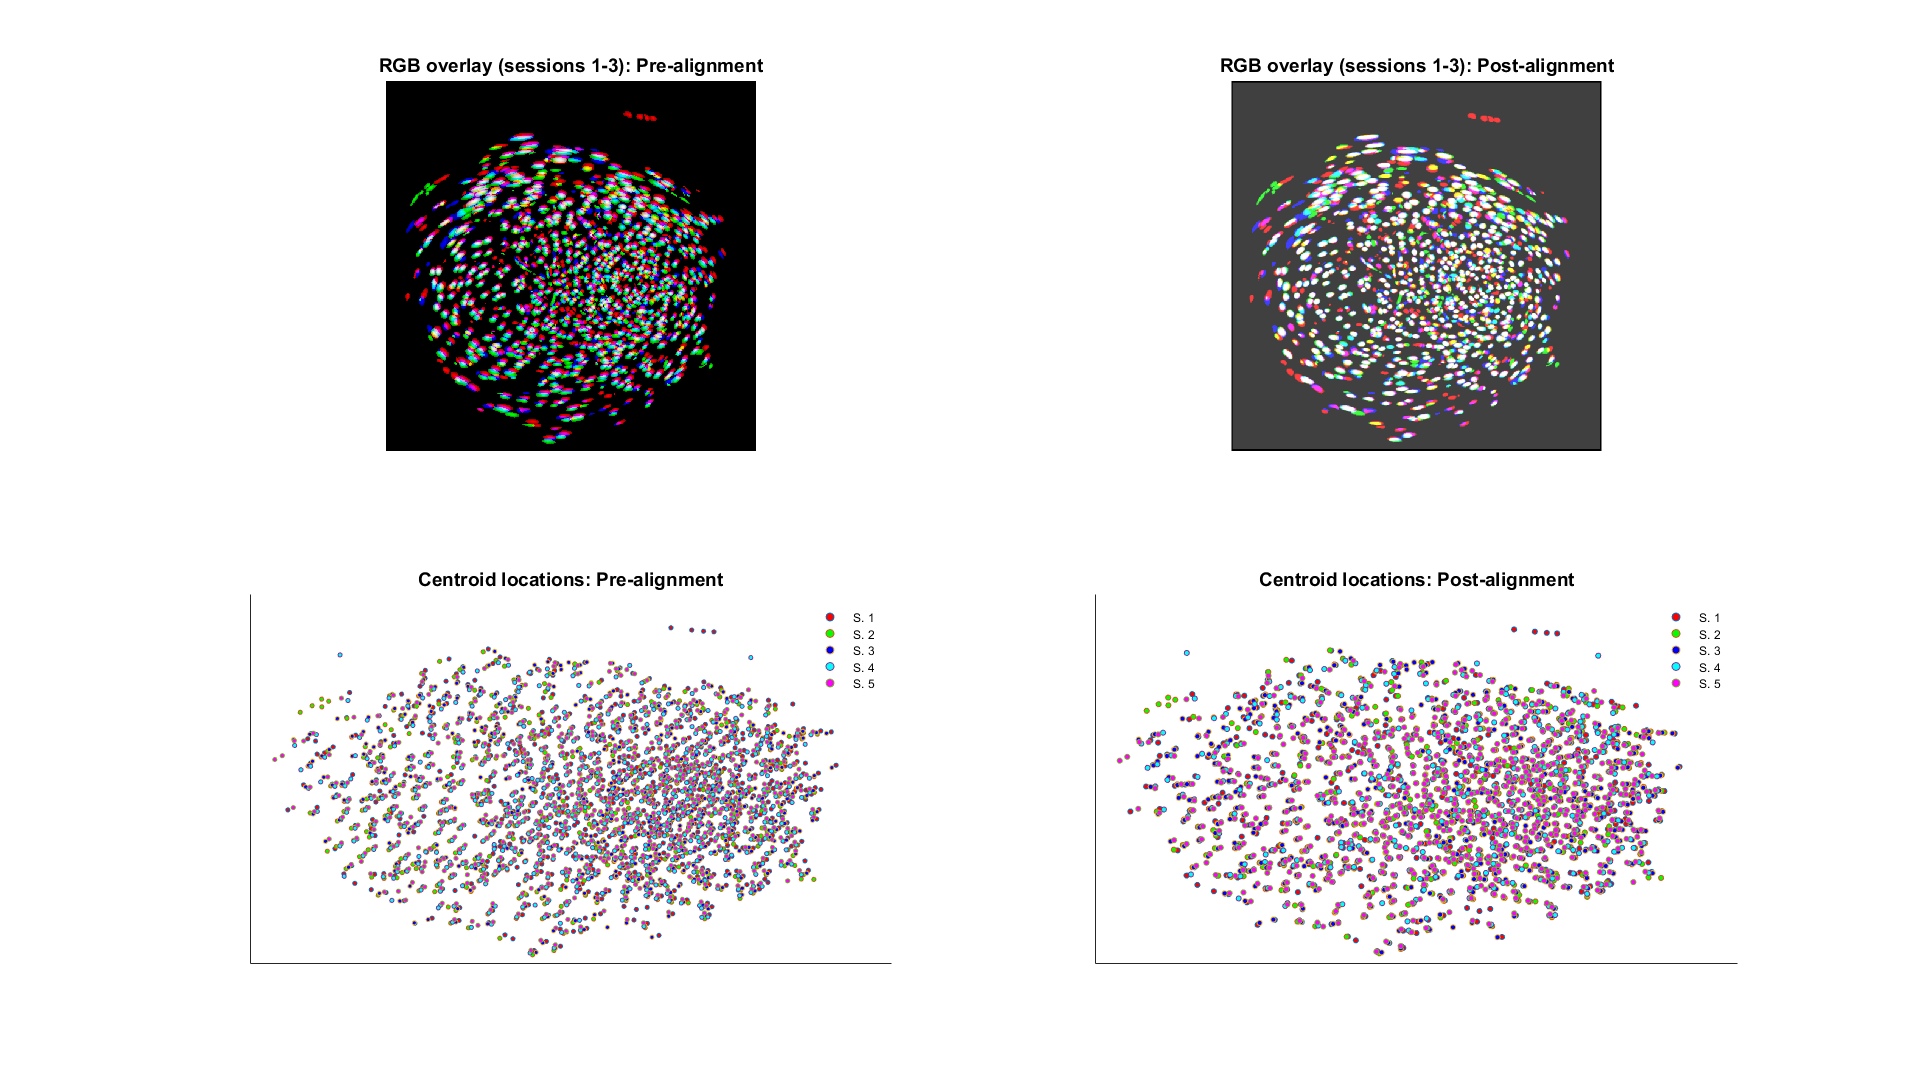 RGB overlay (sessions 1-3): Pre-alignment
RGB overlay (sessions 1-3): Post-alignment
Centroid locations: Pre-alignment
S. 1
S. 2
S. 3
S. 4
S. 5
Centroid locations: Post-alignment
S. 1
S. 2
S. 3
S. 4
S. 5